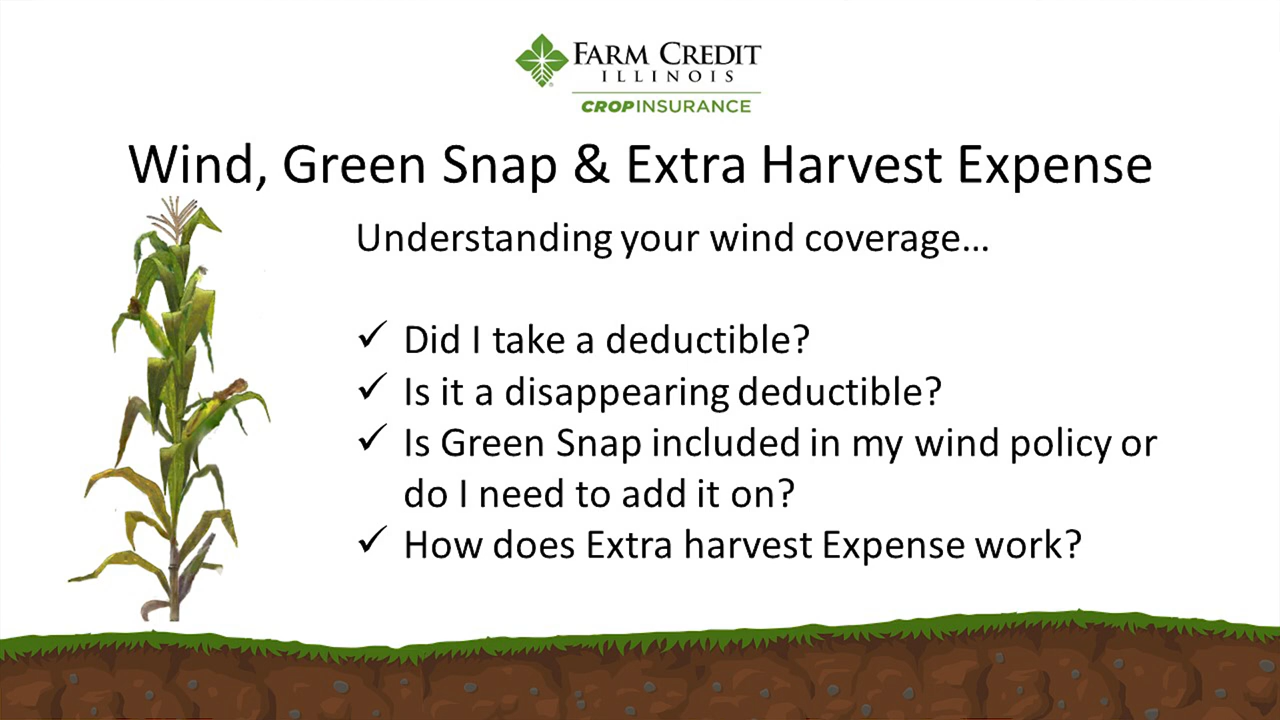 FARM CREDIT
ILLINOIS
CROPINSURANCE
Wind, Green Snap & Extra Harvest Expense
Understanding your wind coverage...
✓ Did I take a deductible?
✓ Is it a disappearing deductible?
✓ Is Green Snap included in my wind policy or
do I need to add it on?
✓ How does Extra harvest Expense work?